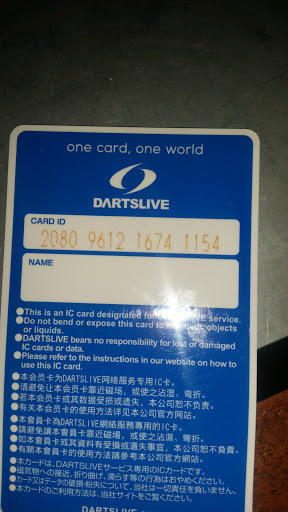 one card, one world
DARTSLIVE
CARD ID
2080 9612 1674 1154
NAME
●This is an IC card designated for the DARTSLIVE service.
●Do not bend or expose this card to magnetic objects
or liquids.
●DARTSLIVE bears no responsibility for lost or damaged
IC cards or data.
●Please refer to the instructions in our website on how to
use this IC card.
●本会员卡为DARTSLIVE网络服务专用IC卡。
●请避免让本会员卡靠近磁场，或使之沾湿、弯折。
●若本会员卡或其数据受损或遗失，本公司恕不负责。
●有关本会员卡的使用方法详见本公司官方网站。
●本會員卡為DARTSLIVE網絡服務專用的IC卡。
●請避免讓本會員卡靠近磁場，或使之沾濕、彎折。
●如本會員卡或其資料有受損或遺失事宜，本公司恕不負責。
●有關本會員卡的使用方法請參考本公司官方網站。
●本カードは、DARTSLIVEサービス専用のICカードです。
●磁気物への接近、折り曲げ、濡らす等の行為はおやめください。
●カード又はデータの破損・紛失について、当社は一切責任を負いません。
●本カードのご利用方法は、当社サイトをご覧ください。